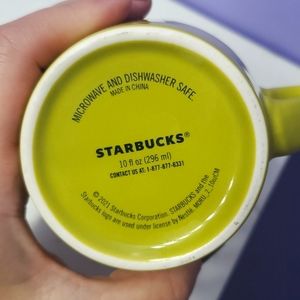 MICROWAVE AND DISHWASHER SAFE.
MADE IN CHINA
STARBUCKS®
10 fl oz (296 ml)
CONTACT US AT: 1-877-877-8331
© 2021 Starbucks Corporation. STARBUCKS and the
Starbucks logo are used under license by Nestlé.